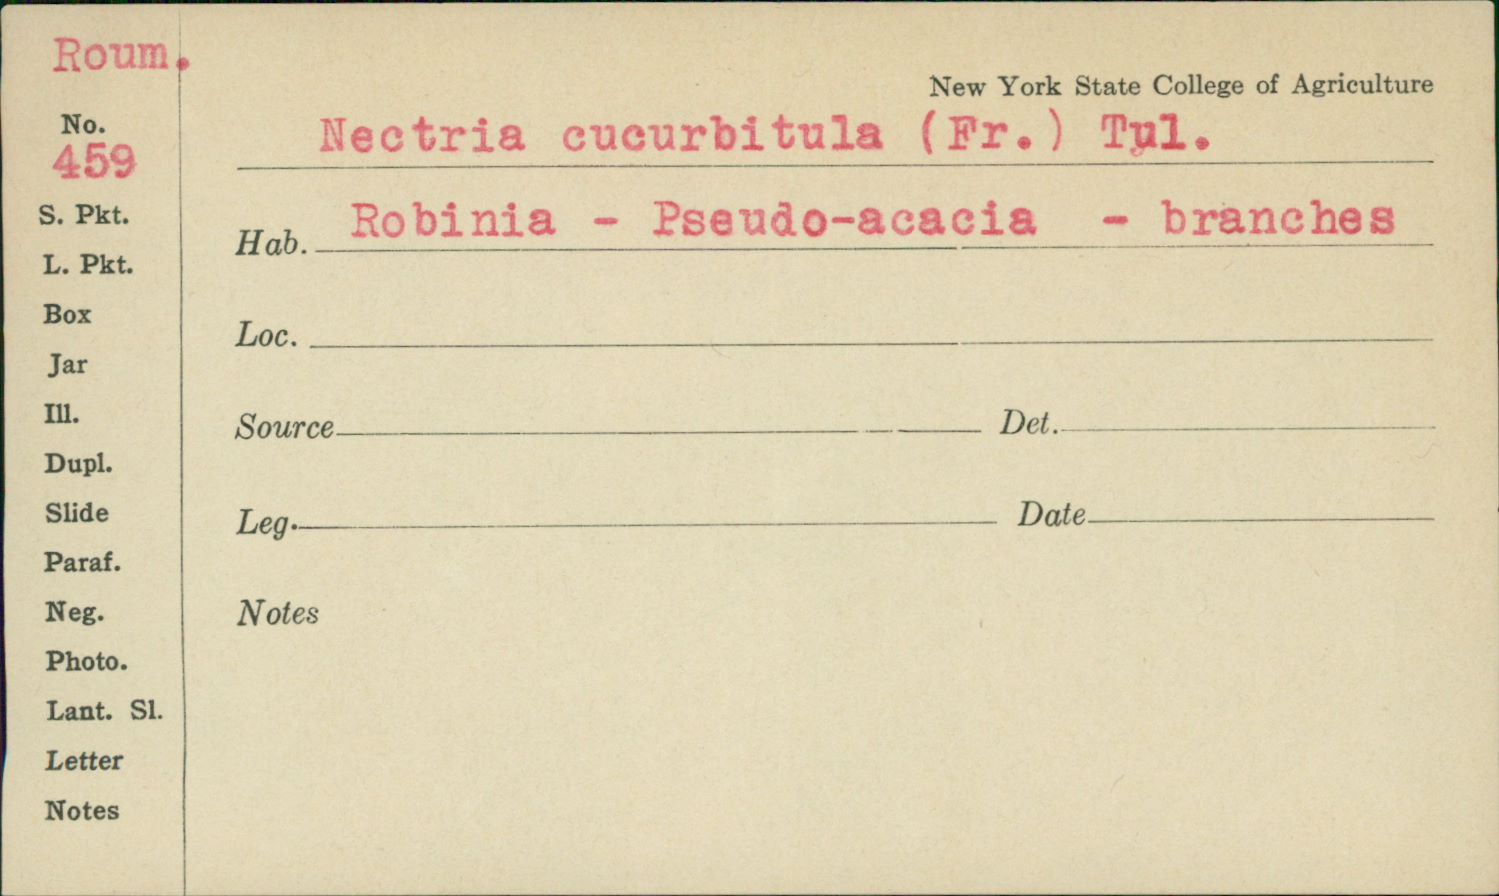 Roum.
New York State College of Agriculture
No.
459
Nectria cucurbitula (Fr.) Tul.
S. Pkt.
Hab. Robinia - Pseudo-acacia - branches
L. Pkt.
Box
Loc.
Jar
Ill.
Source Det.
Dupl.
Slide
Leg. Date
Paraf.
Neg.
Notes
Photo.
Lant. Sl.
Letter
Notes